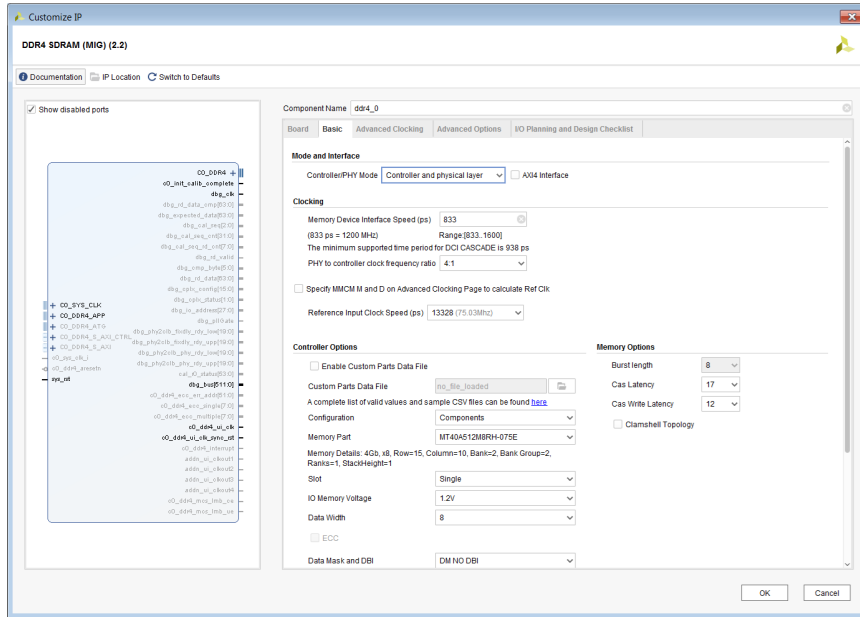 Customize IP
DDR4 SDRAM (MIG) (2.2)
Documentation IP Location Switch to Defaults
Show disabled ports
C0_DDR4
c0_init_calib_complete
dbg_clk
dbg_rd_data_cmp[63:0]
dbg_expected_data[63:0]
dbg_cal_seq[2:0]
dbg_cal_seq_cnt[31:0]
dbg_cal_seq_rd_cnt[7:0]
dbg_rd_valid
dbg_cmp_byte[5:0]
dbg_rd_data[63:0]
dbg_cplx_config[15:0]
dbg_cplx_status[1:0]
dbg_io_address[27:0]
dbg_pllGate
dbg_phy2clb_fixdly_rdy_low[19:0]
dbg_phy2clb_fixdly_rdy_upp[19:0]
dbg_phy2clb_phy_rdy_low[19:0]
dbg_phy2clb_phy_rdy_upp[19:0]
cal_r0_status[63:0]
dbg_bus[511:0]
c0_ddr4_ecc_err_addr[51:0]
c0_ddr4_ecc_single[7:0]
c0_ddr4_ecc_multiple[7:0]
c0_ddr4_ui_clk
c0_ddr4_ui_clk_sync_rst
c0_ddr4_interrupt
addn_ui_clkout1
addn_ui_clkout2
addn_ui_clkout3
addn_ui_clkout4
c0_ddr4_mcs_lmb_ce
c0_ddr4_mcs_lmb_ue
C0_SYS_CLK
C0_DDR4_APP
C0_DDR4_ATG
C0_DDR4_S_AXI_CTRL
C0_DDR4_S_AXI
c0_sys_clk_i
c0_ddr4_aresetn
sys_rst
Component Name ddr4_0
Board Basic Advanced Clocking Advanced Options I/O Planning and Design Checklist
Mode and Interface
Controller/PHY Mode Controller and physical layer AXI4 Interface
Clocking
Memory Device Interface Speed (ps) 833
(833 ps = 1200 MHz) Range:[833..1600]
The minimum supported time period for DCI CASCADE is 938 ps
PHY to controller clock frequency ratio 4:1
Specify MMCM M and D on Advanced Clocking Page to calculate Ref Clk
Reference Input Clock Speed (ps) 13328 (75.03Mhz)
Controller Options
Enable Custom Parts Data File
Custom Parts Data File no_file_loaded
A complete list of valid values and sample CSV files can be found here
Configuration Components
Memory Part MT40A512M8RH-075E
Memory Details: 4Gb, x8, Row=15, Column=10, Bank=2, Bank Group=2,
Ranks=1, StackHeight=1
Slot Single
IO Memory Voltage 1.2V
Data Width 8
ECC
Data Mask and DBI DM NO DBI
Memory Options
Burst length 8
Cas Latency 17
Cas Write Latency 12
Clamshell Topology
OK Cancel